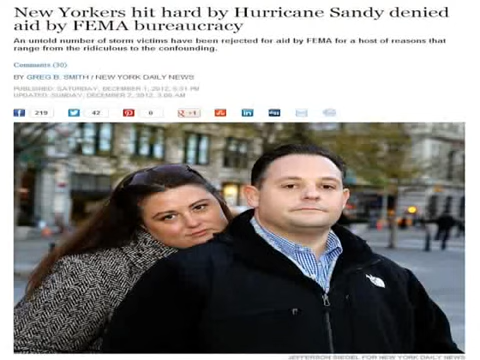 New Yorkers hit hard by Hurricane Sandy denied
aid by FEMA bureaucracy
An untold number of storm victims have been rejected for aid by FEMA for a host of reasons that
range from the ridiculous to the confounding.
Comments (30)
BY GREG B. SMITH / NEW YORK DAILY NEWS
PUBLISHED: SATURDAY, DECEMBER 1, 2012, 5:31 PM
UPDATED: SUNDAY, DECEMBER 2, 2012, 3:06 AM
219 42 0 +1
JEFFERSON SIEGEL FOR NEW YORK DAILY NEWS